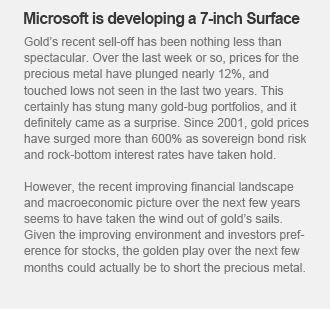 Microsoft is developing a 7-inch Surface
Gold's recent sell-off has been nothing less than
spectacular. Over the last week or so, prices for the
precious metal have plunged nearly 12%, and
touched lows not seen in the last two years. This
certainly has stung many gold-bug portfolios, and it
definitely came as a surprise. Since 2001, gold prices
have surged more than 600% as sovereign bond risk
and rock-bottom interest rates have taken hold.
However, the recent improving financial landscape
and macroeconomic picture over the next few years
seems to have taken the wind out of gold's sails.
Given the improving environment and investors pref-
erence for stocks, the golden play over the next few
months could actually be to short the precious metal.